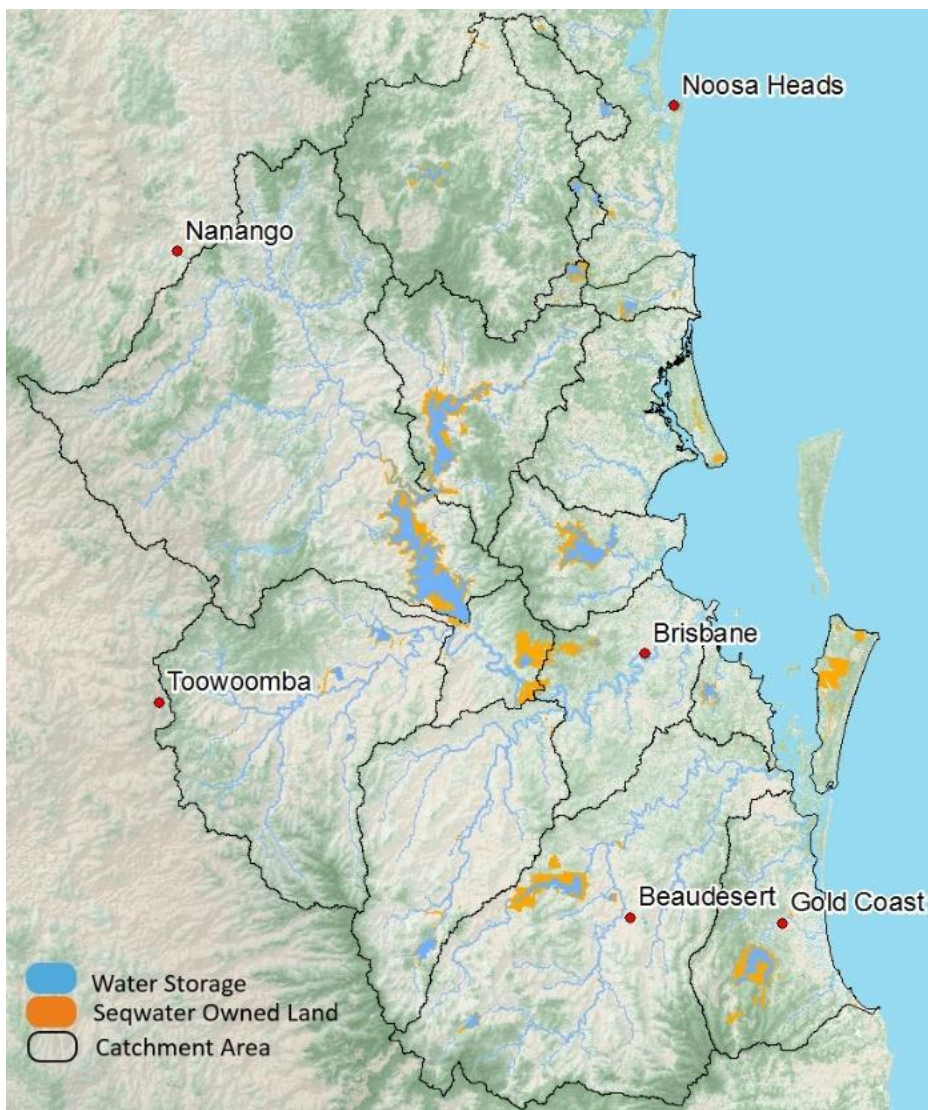 Noosa Heads
Nanango
Brisbane
Toowoomba
Beaudesert
Gold Coast
Water Storage
Seqwater Owned Land
Catchment Area